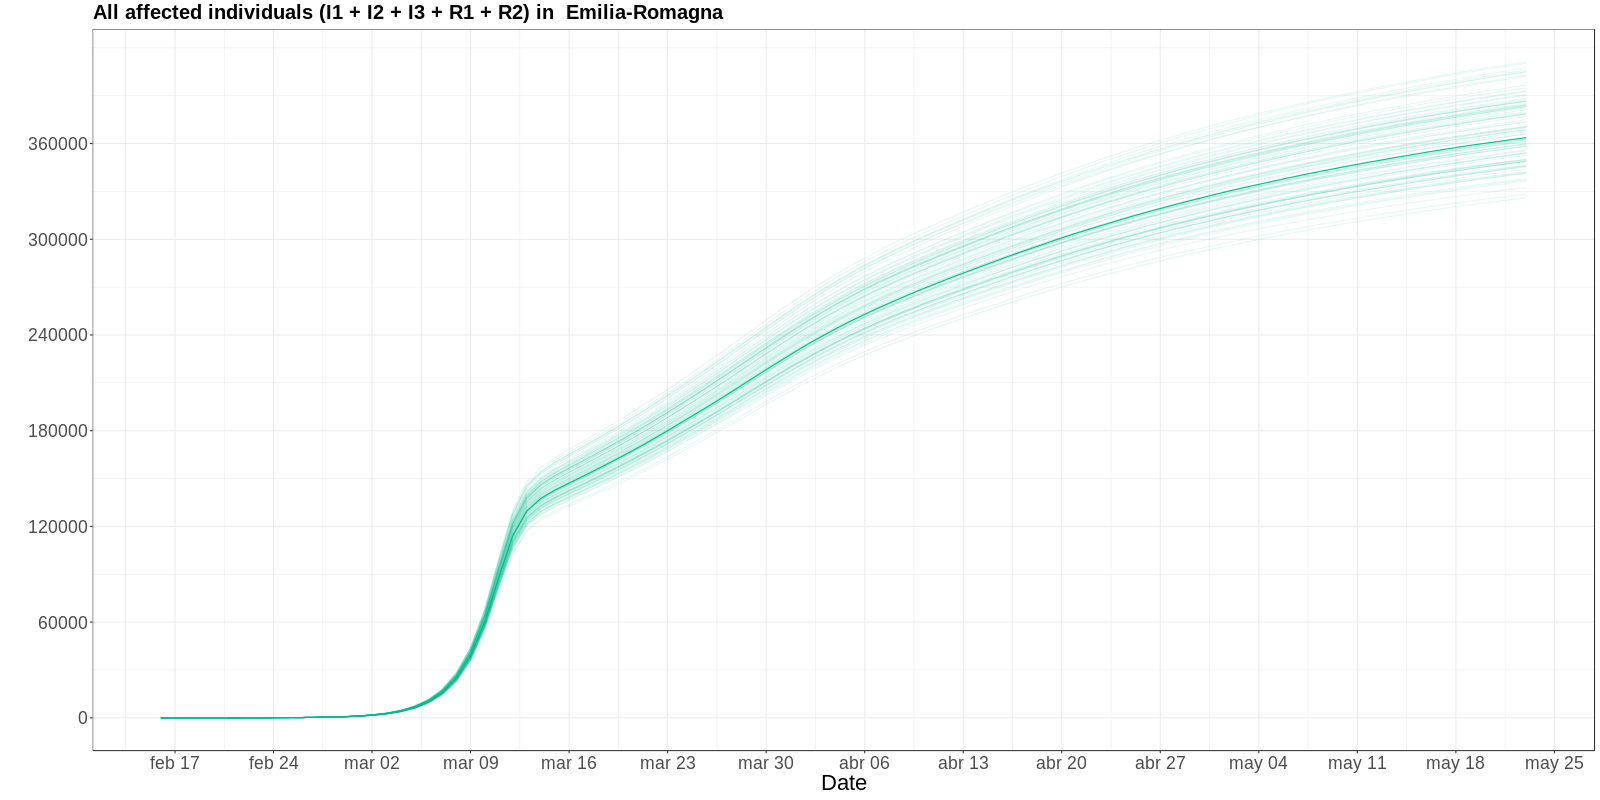 All affected individuals (I1 + I2 + I3 + R1 + R2) in  Emilia-Romagna
360000
300000
240000
180000
120000
60000
0
feb 17 feb 24 mar 02 mar 09 mar 16 mar 23 mar 30 abr 06 abr 13 abr 20 abr 27 may 04 may 11 may 18 may 25
Date